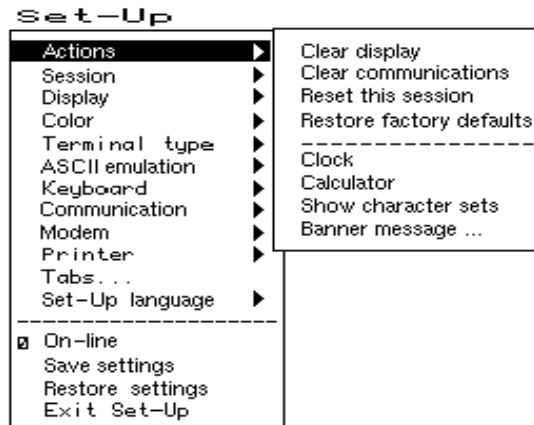 Set-Up
Actions
Session
Display
Color
Terminal type
ASCII emulation
Keyboard
Communication
Modem
Printer
Tabs...
Set-Up language
On-line
Save settings
Restore settings
Exit Set-Up
Clear display
Clear communications
Reset this session
Restore factory defaults
Clock
Calculator
Show character sets
Banner message ...